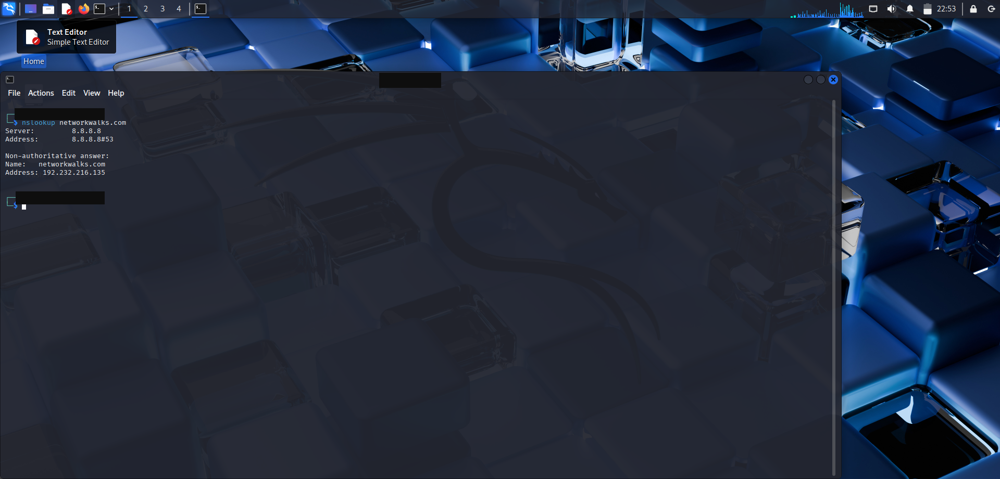 1 2 3 4 22:53
Text Editor
Simple Text Editor
Home
File Actions Edit View Help
$ nslookup networkwalks.com
Server: 8.8.8.8
Address: 8.8.8.8#53
Non-authoritative answer:
Name: networkwalks.com
Address: 192.232.216.135
$